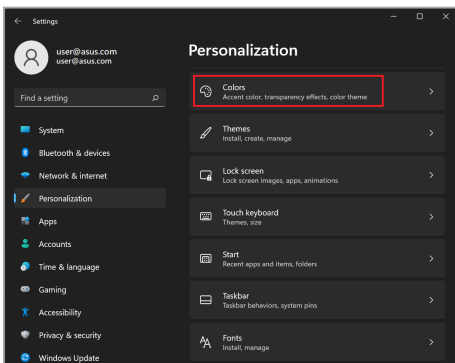 Settings
user@asus.com
user@asus.com
Find a setting
System
Bluetooth & devices
Network & internet
Personalization
Apps
Accounts
Time & language
Gaming
Accessibility
Privacy & security
Windows Update
Personalization
Colors
Accent color, transparency effects, color theme
Themes
Install, create, manage
Lock screen
Lock screen images, apps, animations
Touch keyboard
Themes, size
Start
Recent apps and items, folders
Taskbar
Taskbar behaviors, system pins
Fonts
Install, manage